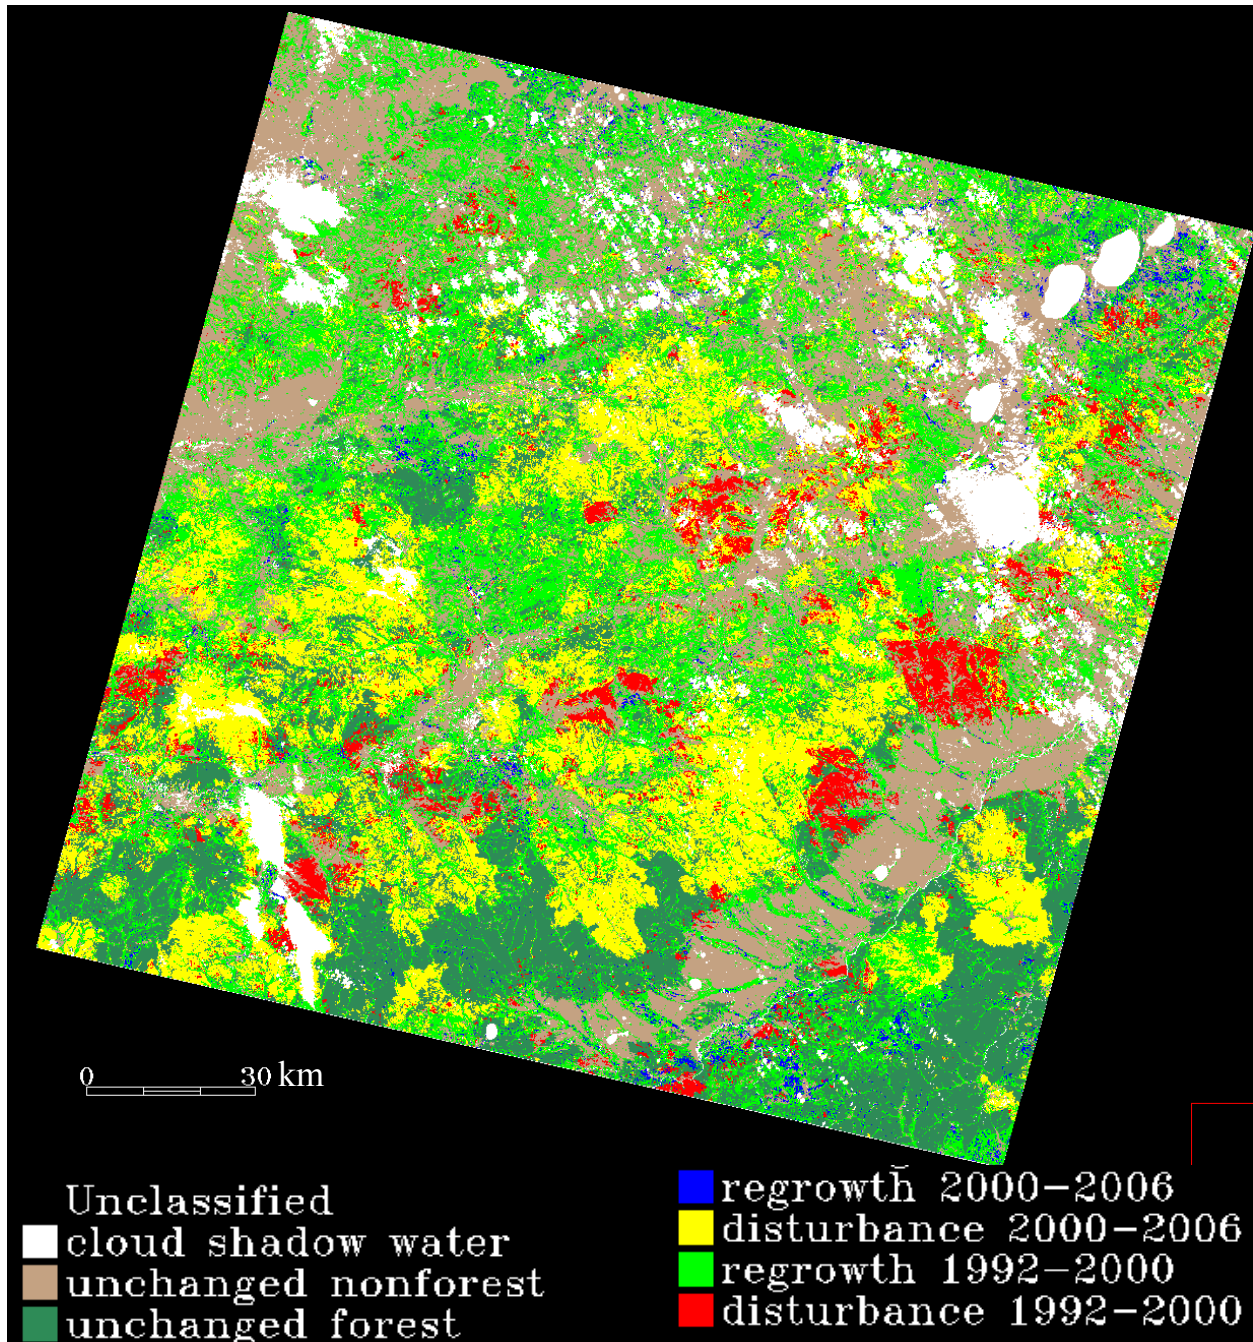 0 30 km
Unclassified
cloud shadow water
unchanged nonforest
unchanged forest
regrowth 2000-2006
disturbance 2000-2006
regrowth 1992-2000
disturbance 1992-2000